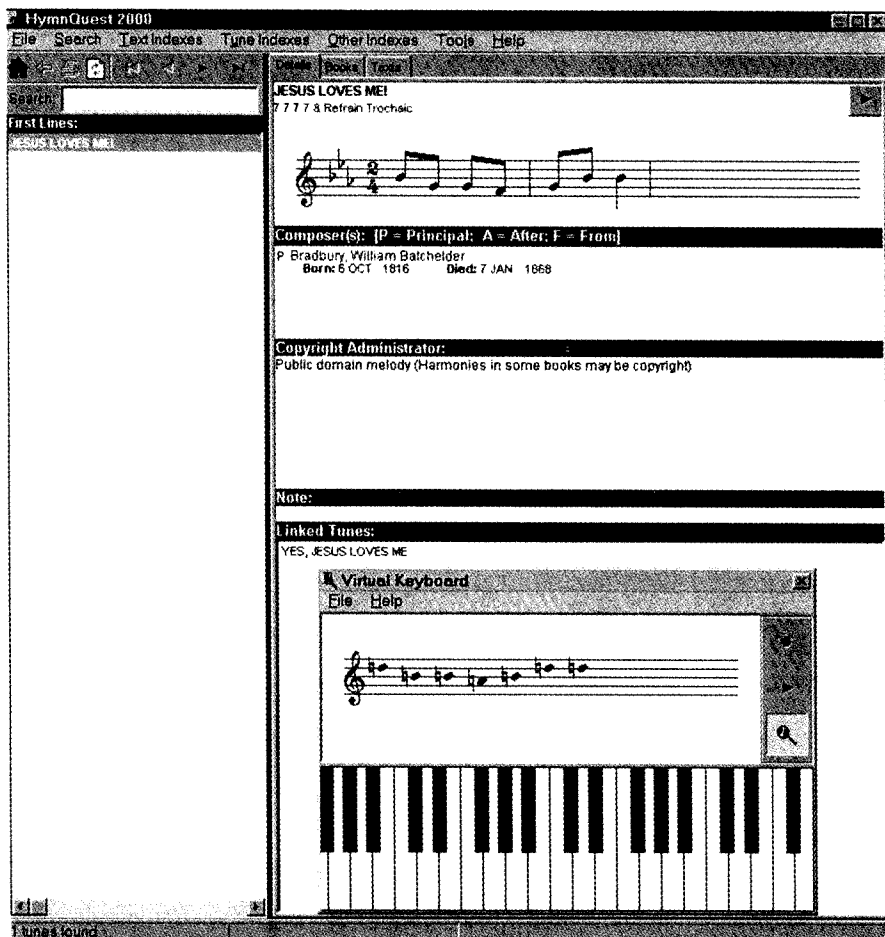 HymnQuest 2000
File Search Text Indexes Tune Indexes Other Indexes Tools Help
Search:
First Lines:
JESUS LOVES ME!
Details Books Texts
JESUS LOVES ME!
7 7 7 7 & Refrain Trochaic
2
4
Composer(s): [P = Principal; A = After; F = From]
P Bradbury, William Batchelder
Born: 6 OCT 1816 Died: 7 JAN 1868
Copyright Administrator:
Public domain melody (Harmonies in some books may be copyright)
Note:
Linked Tunes:
YES, JESUS LOVES ME
Virtual Keyboard
File Help
1 tunes found